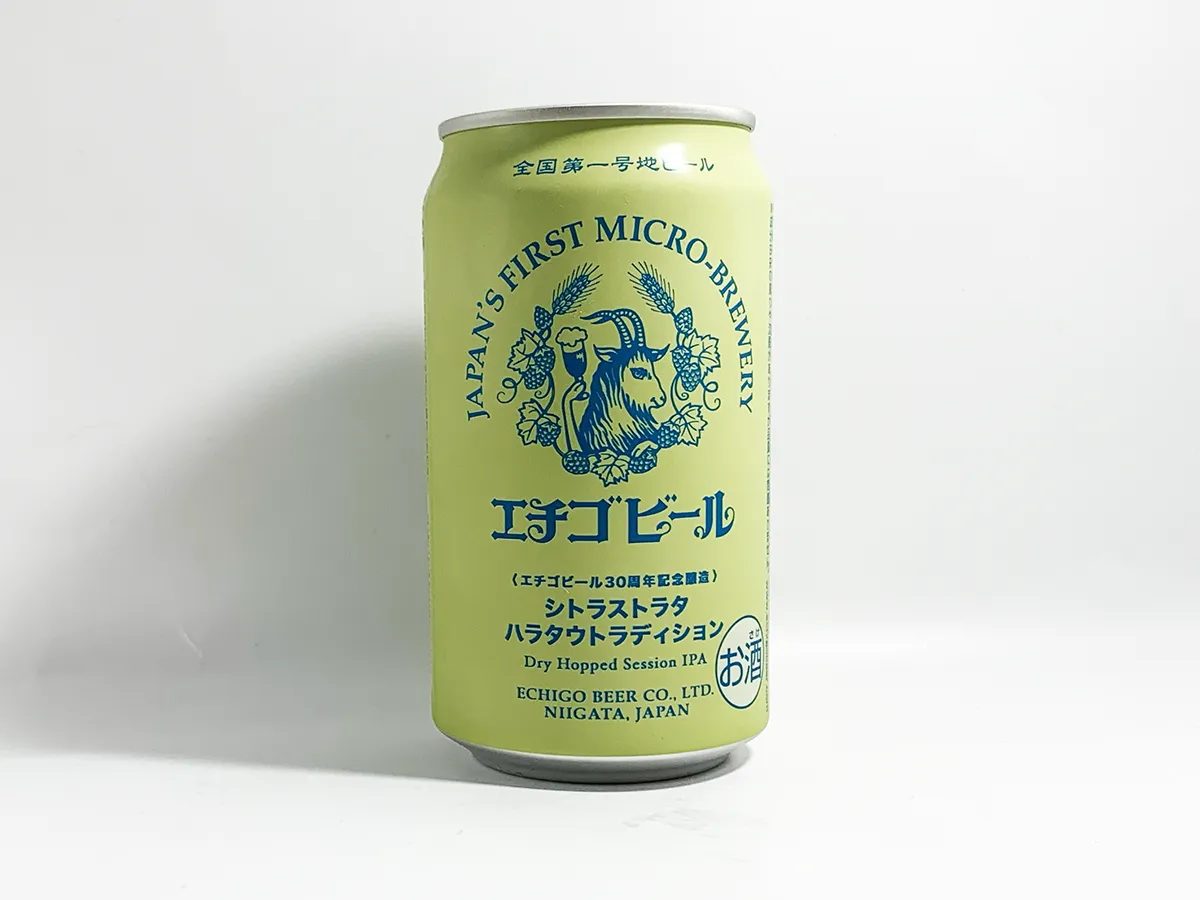 全国第一号地ビール
JAPAN'S FIRST MICRO-BREWERY
エチゴビール
〈エチゴビール30周年記念醸造〉
シトラストラタ
ハラタウトラディション
Dry Hopped Session IPA
さけ
お酒
ECHIGO BEER CO., LTD.
NIIGATA, JAPAN